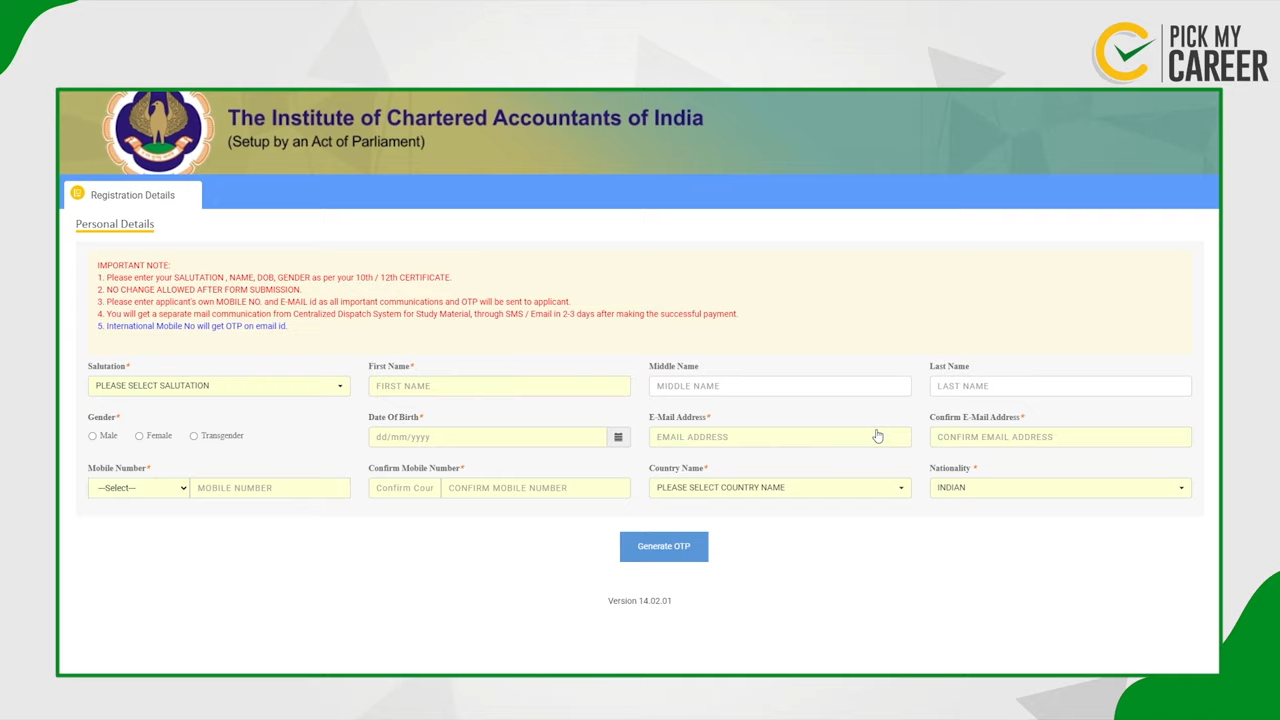 PICK MY
CAREER
The Institute of Chartered Accountants of India
(Setup by an Act of Parliament)
Registration Details
Personal Details
IMPORTANT NOTE:
1. Please enter your SALUTATION , NAME, DOB, GENDER as per your 10th / 12th CERTIFICATE.
2. NO CHANGE ALLOWED AFTER FORM SUBMISSION.
3. Please enter applicant's own MOBILE NO. and E-MAIL id as all important communications and OTP will be sent to applicant.
4. You will get a separate mail communication from Centralized Dispatch System for Study Material, through SMS / Email in 2-3 days after making the successful payment.
5. International Mobile No will get OTP on email id.
Salutation* First Name* Middle Name Last Name
PLEASE SELECT SALUTATION FIRST NAME MIDDLE NAME LAST NAME
Gender* Date Of Birth* E-Mail Address* Confirm E-Mail Address*
Male Female Transgender dd/mm/yyyy EMAIL ADDRESS CONFIRM EMAIL ADDRESS
Mobile Number* Confirm Mobile Number* Country Name* Nationality *
---Select--- MOBILE NUMBER Confirm Cour CONFIRM MOBILE NUMBER PLEASE SELECT COUNTRY NAME INDIAN
Generate OTP
Version 14.02.01